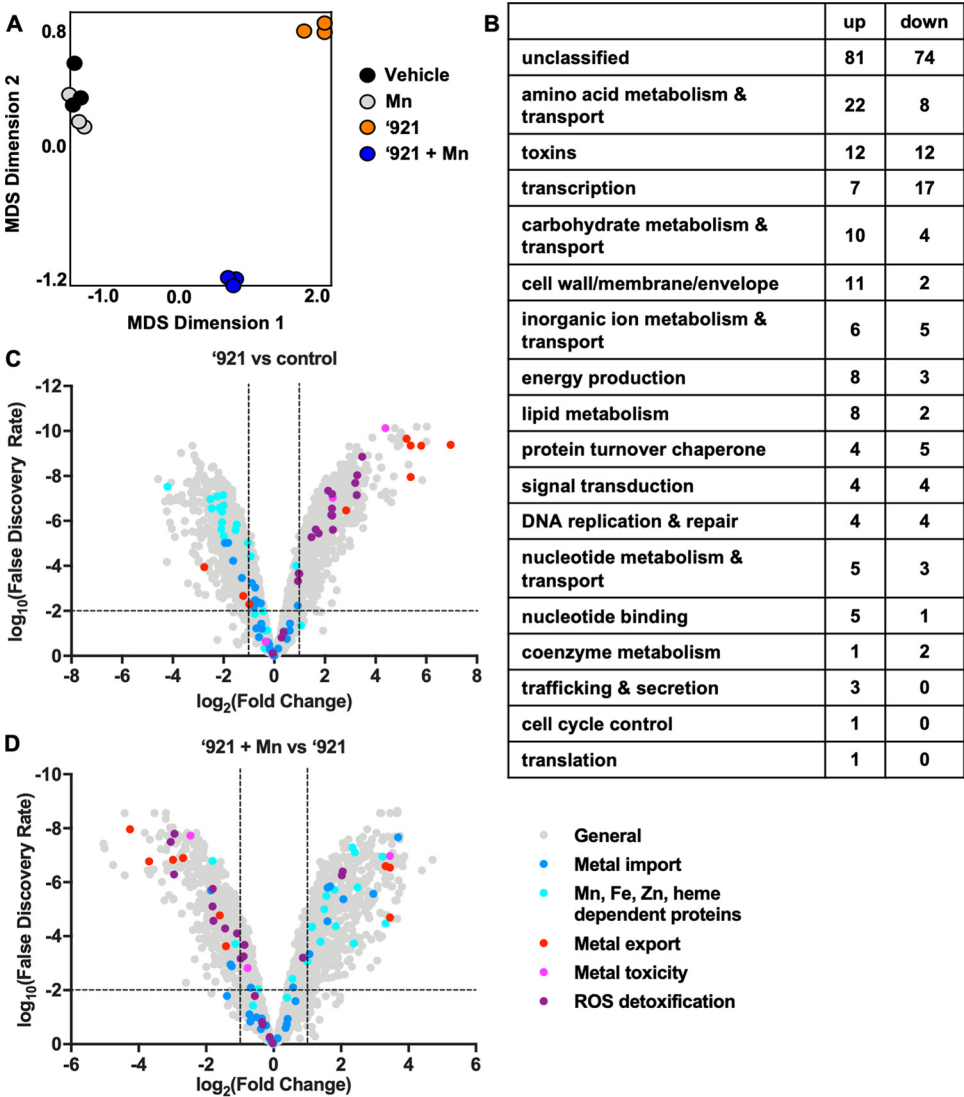 A
0.8
0.0
-1.2
MDS Dimension 2
-1.0
0.0
2.0
MDS Dimension 1
Vehicle
Mn
‘921
‘921 + Mn
B
up down
unclassified 81 74
amino acid metabolism &
transport 22 8
toxins 12 12
transcription 7 17
carbohydrate metabolism &
transport 10 4
cell wall/membrane/envelope 11 2
inorganic ion metabolism &
transport 6 5
energy production 8 3
lipid metabolism 8 2
protein turnover chaperone 4 5
signal transduction 4 4
DNA replication & repair 4 4
nucleotide metabolism &
transport 5 3
nucleotide binding 5 1
coenzyme metabolism 1 2
trafficking & secretion 3 0
cell cycle control 1 0
translation 1 0
C
‘921 vs control
-12
-10
-8
-6
-4
-2
0
log10(False Discovery Rate)
-8 -6 -4 -2 0 2 4 6 8
log2(Fold Change)
D
‘921 + Mn vs ‘921
-10
-8
-6
-4
-2
0
log10(False Discovery Rate)
-6 -4 -2 0 2 4 6
log2(Fold Change)
General
Metal import
Mn, Fe, Zn, heme
dependent proteins
Metal export
Metal toxicity
ROS detoxification